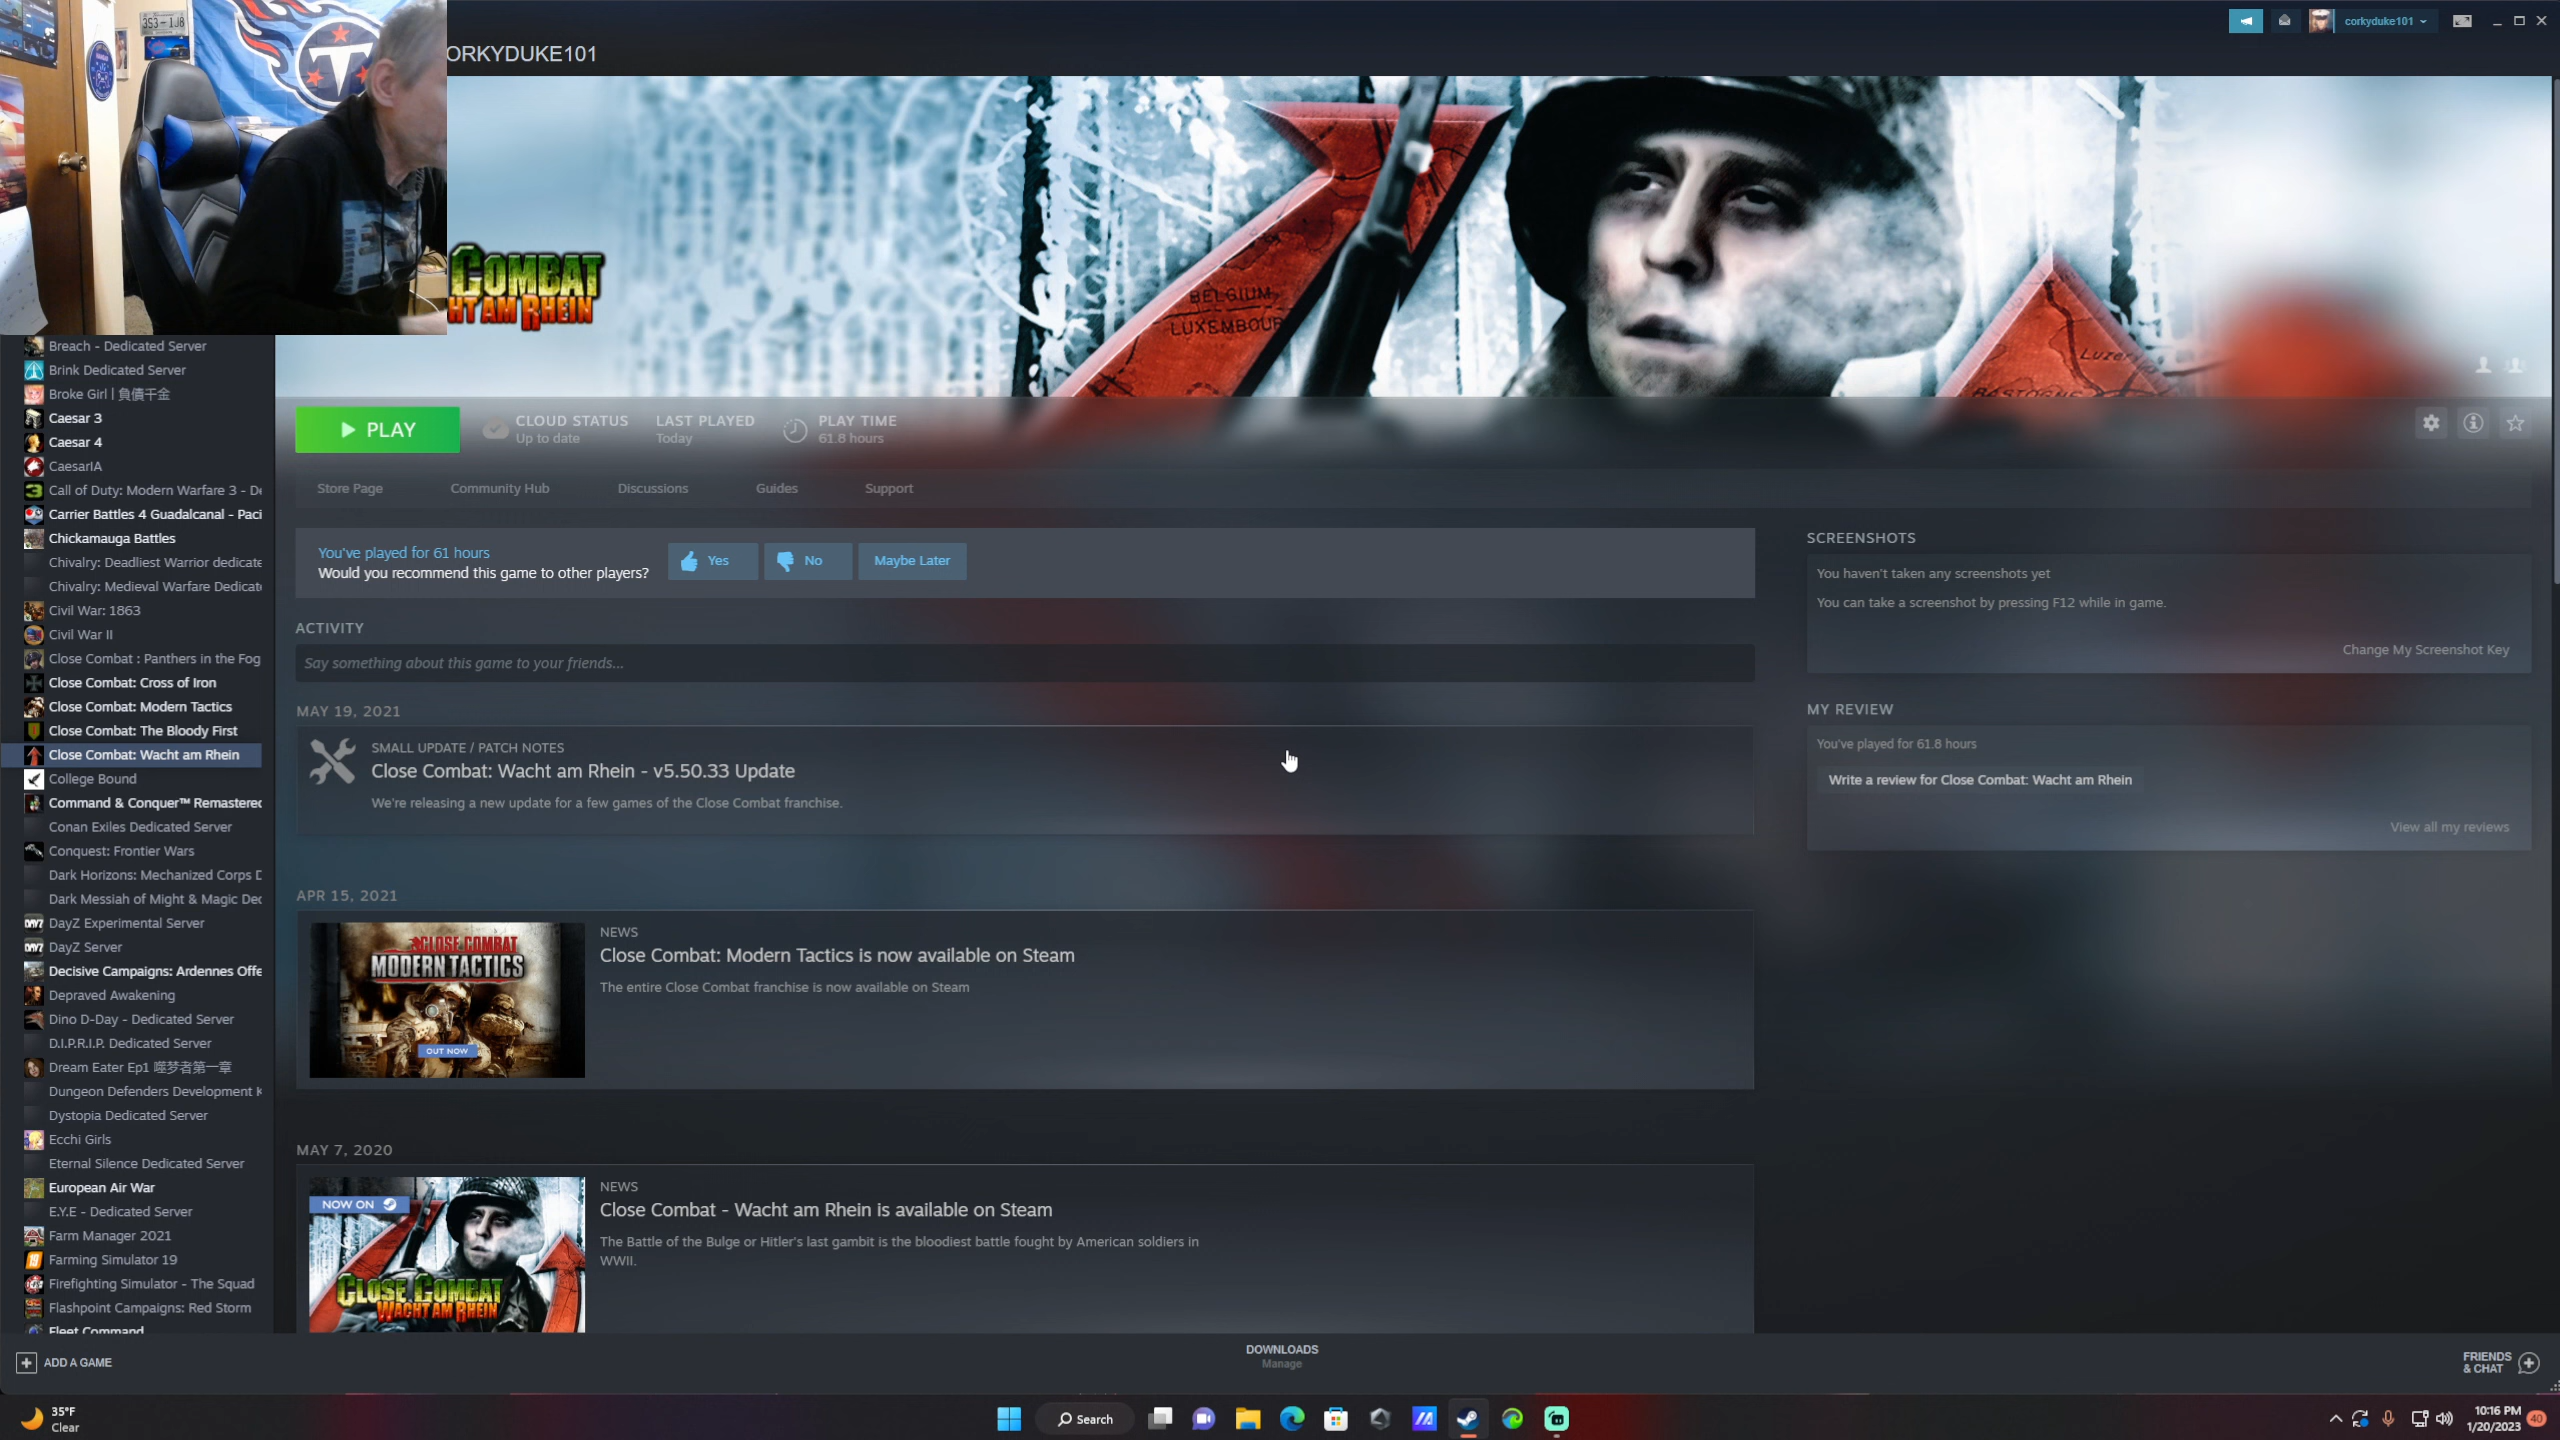 3S3-1J8
corkyduke101
ORKYDUKE101
COMBAT
HT AM RHEIN
BELGIUM
LUXEMBOUR
Luzer
BASTOGNE
Breach - Dedicated Server
Brink Dedicated Server
Broke Girl | 負債千金
Caesar 3
Caesar 4
CaesarIA
Call of Duty: Modern Warfare 3 - De
Carrier Battles 4 Guadalcanal - Paci
Chickamauga Battles
Chivalry: Deadliest Warrior dedicate
Chivalry: Medieval Warfare Dedicate
Civil War: 1863
Civil War II
Close Combat : Panthers in the Fog
Close Combat: Cross of Iron
Close Combat: Modern Tactics
Close Combat: The Bloody First
Close Combat: Wacht am Rhein
College Bound
Command & Conquer™ Remastered
Conan Exiles Dedicated Server
Conquest: Frontier Wars
Dark Horizons: Mechanized Corps D
Dark Messiah of Might & Magic Dec
DayZ Experimental Server
DayZ Server
Decisive Campaigns: Ardennes Offe
Depraved Awakening
Dino D-Day - Dedicated Server
D.I.P.R.I.P. Dedicated Server
Dream Eater Ep1 噬梦者第一章
Dungeon Defenders Development K
Dystopia Dedicated Server
Ecchi Girls
Eternal Silence Dedicated Server
European Air War
E.Y.E - Dedicated Server
Farm Manager 2021
Farming Simulator 19
Firefighting Simulator - The Squad
Flashpoint Campaigns: Red Storm
Fleet Command
PLAY
CLOUD STATUS
Up to date
LAST PLAYED
Today
PLAY TIME
61.8 hours
Store Page
Community Hub
Discussions
Guides
Support
You've played for 61 hours
Would you recommend this game to other players?
Yes
No
Maybe Later
ACTIVITY
Say something about this game to your friends...
MAY 19, 2021
SMALL UPDATE / PATCH NOTES
Close Combat: Wacht am Rhein - v5.50.33 Update
We're releasing a new update for a few games of the Close Combat franchise.
APR 15, 2021
CLOSE COMBAT
MODERN TACTICS
OUT NOW
NEWS
Close Combat: Modern Tactics is now available on Steam
The entire Close Combat franchise is now available on Steam
MAY 7, 2020
NOW ON
CLOSE COMBAT
WACHT AM RHEIN
NEWS
Close Combat - Wacht am Rhein is available on Steam
The Battle of the Bulge or Hitler's last gambit is the bloodiest battle fought by American soldiers in
WWII.
SCREENSHOTS
You haven't taken any screenshots yet
You can take a screenshot by pressing F12 while in game.
Change My Screenshot Key
MY REVIEW
You've played for 61.8 hours
Write a review for Close Combat: Wacht am Rhein
View all my reviews
ADD A GAME
DOWNLOADS
Manage
FRIENDS
& CHAT
35°F
Clear
Search
10:16 PM
1/20/2023
40